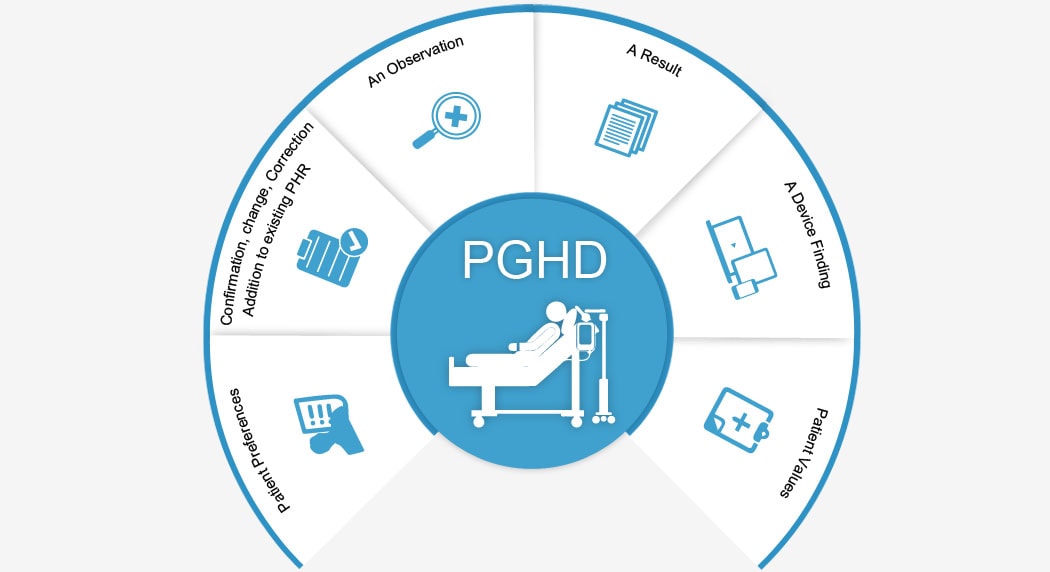 An Observation
A Result
Confirmation, change, Correction
Addition to existing PHR
A Device Finding
PGHD
Patient Preferences
Patient Values